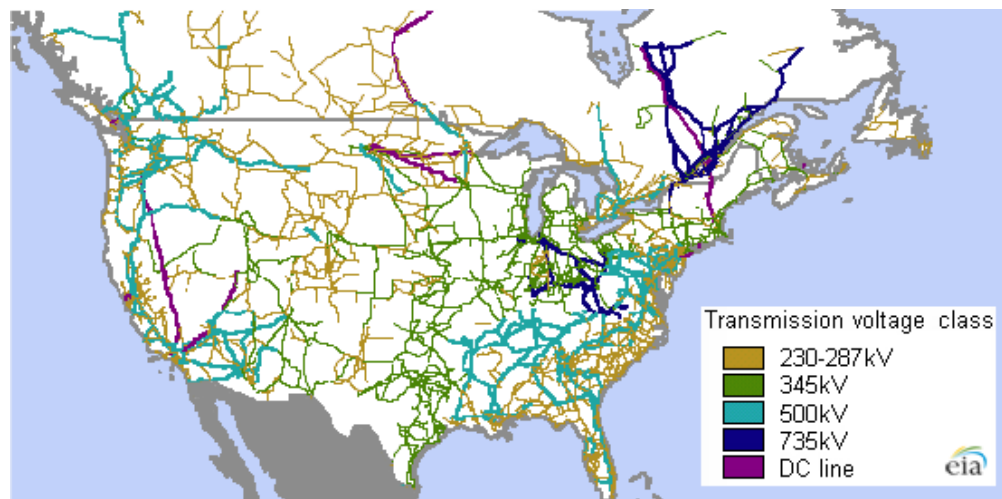 Transmission voltage class
230-287kV
345kV
500kV
735kV
DC line
eia